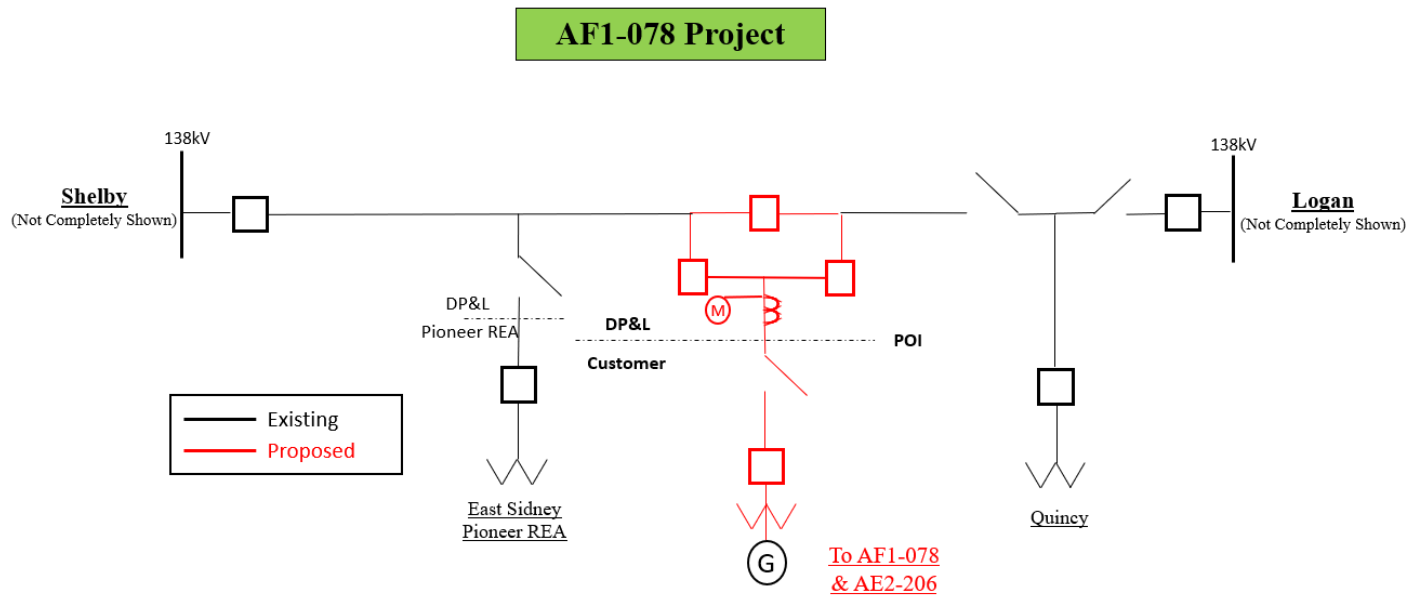 AF1-078 Project
138kV
138kV
Shelby
(Not Completely Shown)
Logan
(Not Completely Shown)
DP&L
Pioneer REA
M
DP&L
POI
Customer
Existing
Proposed
East Sidney
Pioneer REA
Quincy
G
To AF1-078
& AE2-206